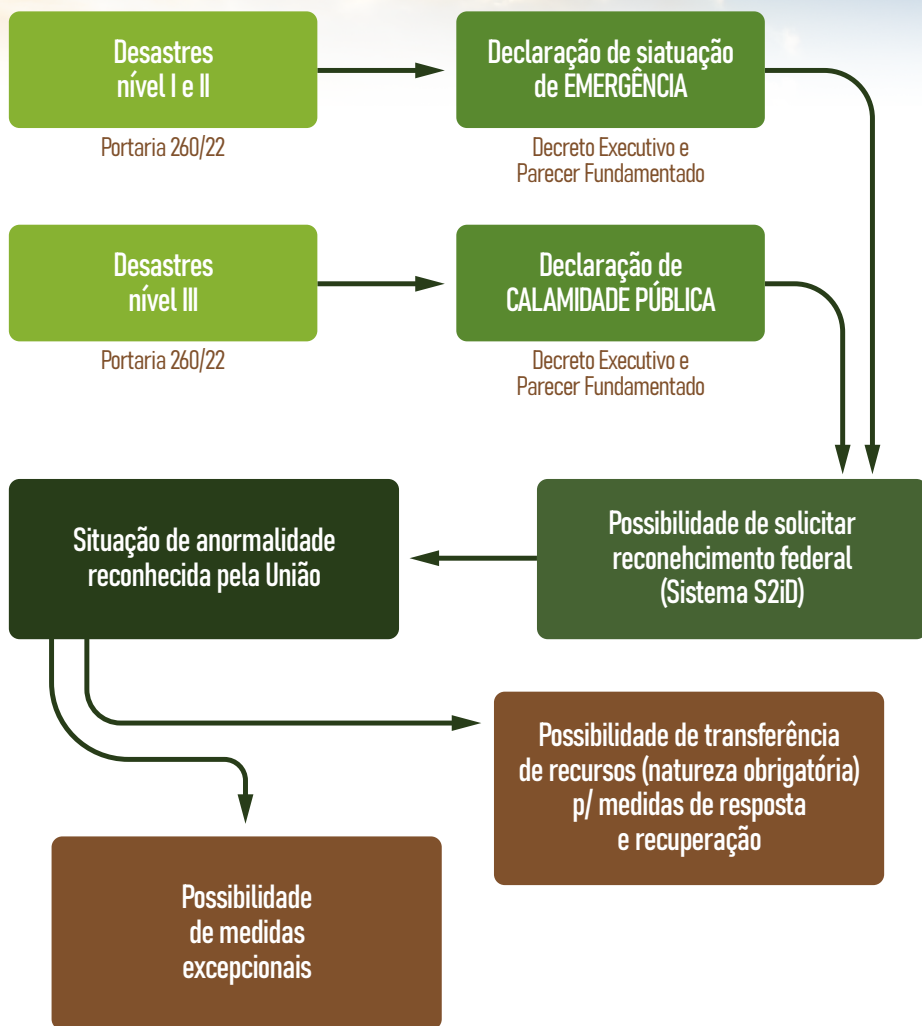 Desastres
nível I e II
Portaria 260/22
Declaração de siatuação
de EMERGÊNCIA
Decreto Executivo e
Parecer Fundamentado
Desastres
nível III
Portaria 260/22
Declaração de
CALAMIDADE PÚBLICA
Decreto Executivo e
Parecer Fundamentado
Possibilidade de solicitar
reconehcimento federal
(Sistema S2iD)
Situação de anormalidade
reconhecida pela União
Possibilidade de transferência
de recursos (natureza obrigatória)
p/ medidas de resposta
e recuperação
Possibilidade
de medidas
excepcionais